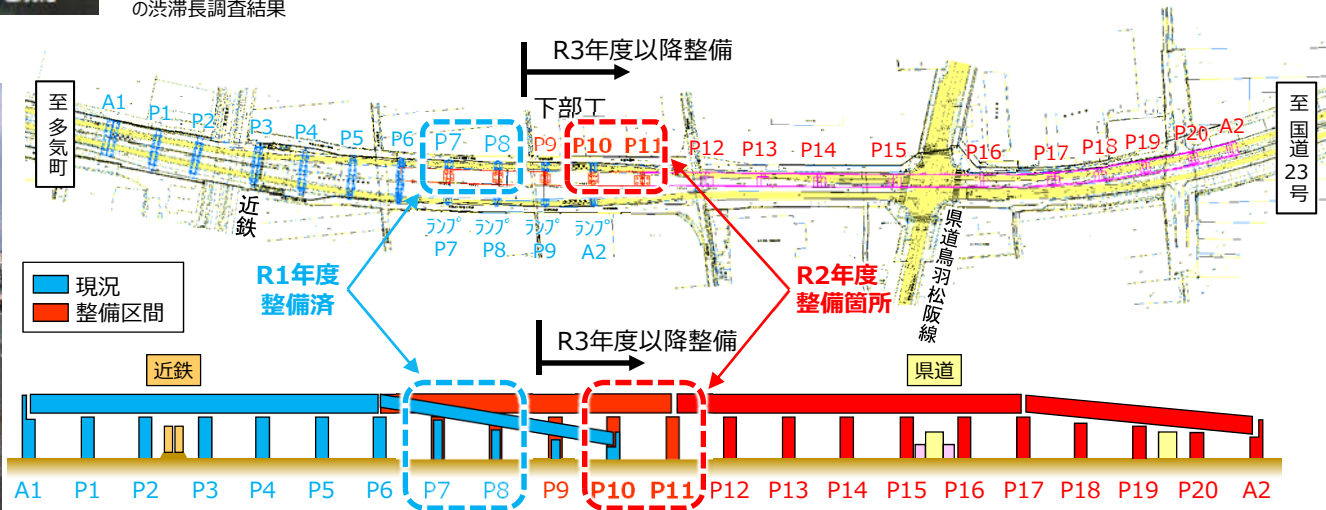 の渋滞長調査結果
R3年度以降整備
下部工
至多気町
A1 P1 P2 P3 P4 P5 P6 P7 P8 P9 P10 P11 P12 P13 P14 P15 P16 P17 P18 P19 P20 A2
至国道23号
近鉄
ランプ ランプ ランプ ランプ
P7 P8 P9 A2
県道鳥羽松阪線
現況
整備区間
R1年度
整備済
R2年度
整備箇所
R3年度以降整備
近鉄
県道
A1 P1 P2 P3 P4 P5 P6 P7 P8 P9 P10 P11 P12 P13 P14 P15 P16 P17 P18 P19 P20 A2